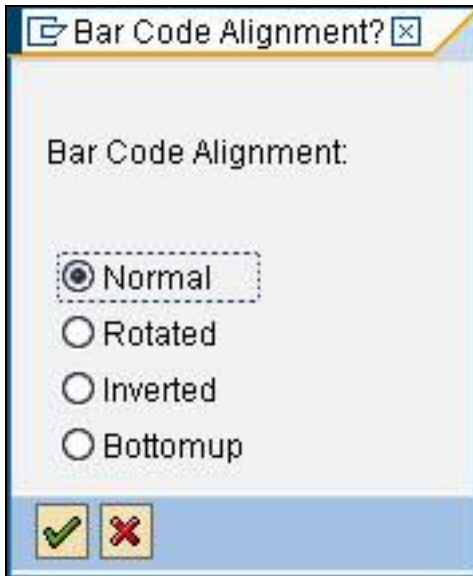 Bar Code Alignment?
Bar Code Alignment:
Normal
Rotated
Inverted
Bottomup